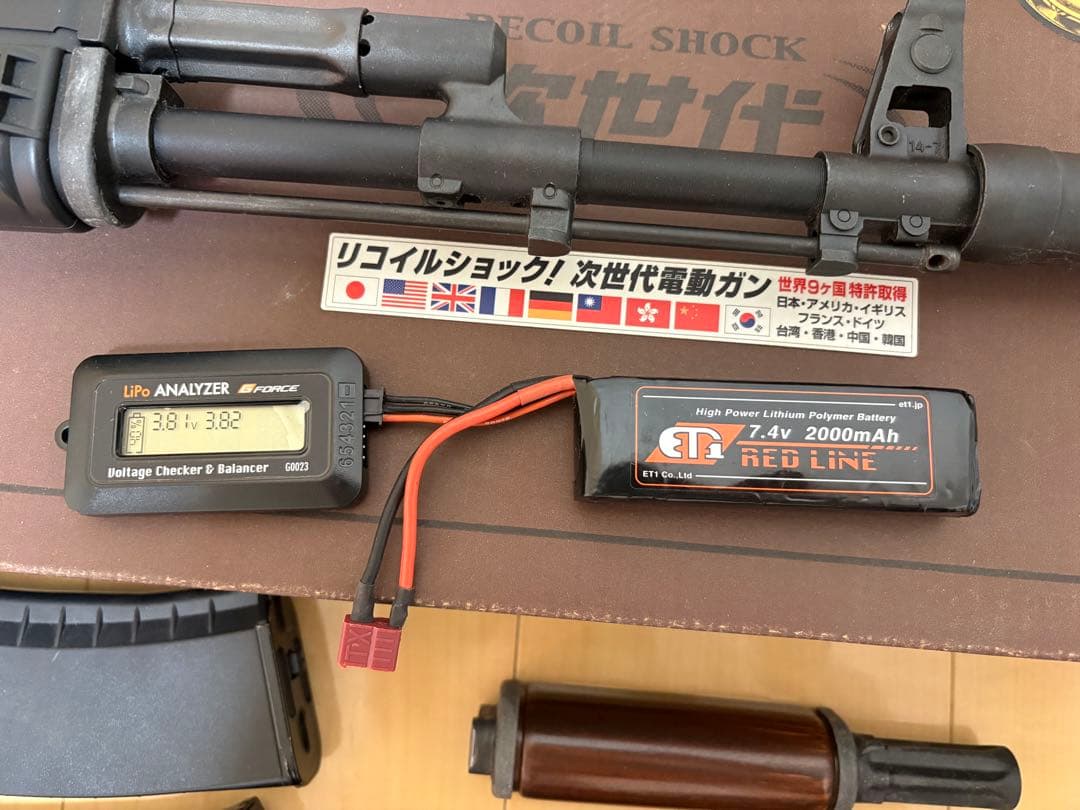 RECOIL SHOCK
次世代
14-7
リコイルショック! 次世代電動ガン
世界9ヶ国 特許取得
日本・アメリカ・イギリス
フランス・ドイツ
台湾・香港・中国・韓国
LiPo ANALYZER G FORCE
40%
3.81v 3.82
Voltage Checker & Balancer G0023
654321-
et1.jp
High Power Lithium Polymer Battery
ET1
7.4v 2000mAh
RED LINE
ET1 Co.,Ltd